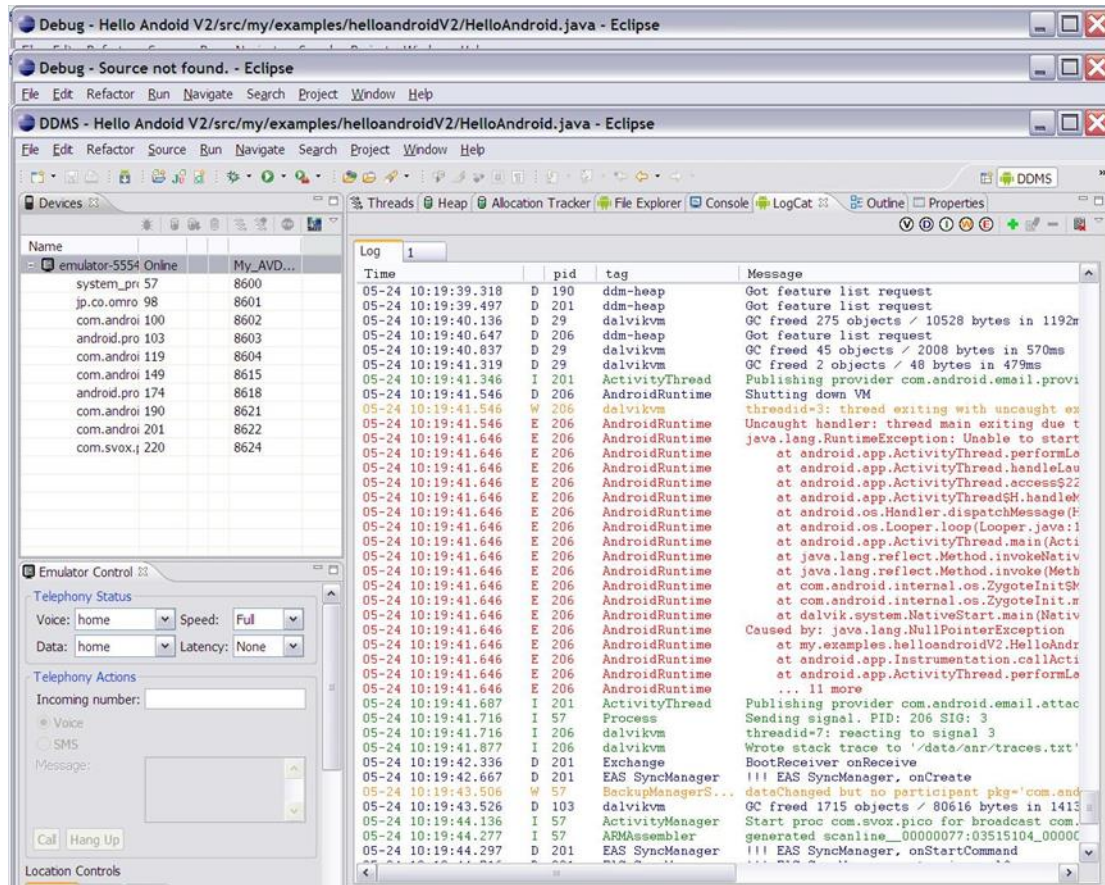 Debug - Hello Andoid V2/src/my/examples/helloandroidV2/HelloAndroid.java - Eclipse
Debug - Source not found. - Eclipse
File Edit Refactor Run Navigate Search Project Window Help
DDMS - Hello Andoid V2/src/my/examples/helloandroidV2/HelloAndroid.java - Eclipse
File Edit Refactor Source Run Navigate Search Project Window Help
DDMS
Devices
Name
emulator-5554 Online My_AVD...
system_pro 57 8600
jp.co.omro 98 8601
com.androi 100 8602
android.pro 103 8603
com.androi 119 8604
com.androi 149 8615
android.pro 174 8618
com.androi 190 8621
com.androi 201 8622
com.svox.p 220 8624
Emulator Control
Telephony Status
Voice: home Speed: Full
Data: home Latency: None
Telephony Actions
Incoming number:
Voice
SMS
Message:
Call Hang Up
Location Controls
Threads Heap Allocation Tracker File Explorer Console LogCat Outline Properties
V D I W E
Log 1
Time pid tag Message
05-24 10:19:39.318 D 190 ddm-heap Got feature list request
05-24 10:19:39.497 D 201 ddm-heap Got feature list request
05-24 10:19:40.136 D 29 dalvikvm GC freed 275 objects / 10528 bytes in 1192m
05-24 10:19:40.647 D 206 ddm-heap Got feature list request
05-24 10:19:40.837 D 29 dalvikvm GC freed 45 objects / 2008 bytes in 570ms
05-24 10:19:41.319 D 29 dalvikvm GC freed 2 objects / 48 bytes in 479ms
05-24 10:19:41.346 I 201 ActivityThread Publishing provider com.android.email.provi
05-24 10:19:41.546 D 206 AndroidRuntime Shutting down VM
05-24 10:19:41.546 W 206 dalvikvm threadid=3: thread exiting with uncaught ex
05-24 10:19:41.546 E 206 AndroidRuntime Uncaught handler: thread main exiting due t
05-24 10:19:41.646 E 206 AndroidRuntime java.lang.RuntimeException: Unable to start
05-24 10:19:41.646 E 206 AndroidRuntime at android.app.ActivityThread.performLa
05-24 10:19:41.646 E 206 AndroidRuntime at android.app.ActivityThread.handleLau
05-24 10:19:41.646 E 206 AndroidRuntime at android.app.ActivityThread.access$22
05-24 10:19:41.646 E 206 AndroidRuntime at android.app.ActivityThread$H.handleM
05-24 10:19:41.646 E 206 AndroidRuntime at android.os.Handler.dispatchMessage(H
05-24 10:19:41.646 E 206 AndroidRuntime at android.os.Looper.loop(Looper.java:1
05-24 10:19:41.646 E 206 AndroidRuntime at android.app.ActivityThread.main(Acti
05-24 10:19:41.646 E 206 AndroidRuntime at java.lang.reflect.Method.invokeNativ
05-24 10:19:41.646 E 206 AndroidRuntime at java.lang.reflect.Method.invoke(Meth
05-24 10:19:41.646 E 206 AndroidRuntime at com.android.internal.os.ZygoteInit$M
05-24 10:19:41.646 E 206 AndroidRuntime at com.android.internal.os.ZygoteInit.m
05-24 10:19:41.646 E 206 AndroidRuntime at dalvik.system.NativeStart.main(Nativ
05-24 10:19:41.646 E 206 AndroidRuntime Caused by: java.lang.NullPointerException
05-24 10:19:41.646 E 206 AndroidRuntime at my.examples.helloandroidV2.HelloAndr
05-24 10:19:41.646 E 206 AndroidRuntime at android.app.Instrumentation.callActi
05-24 10:19:41.646 E 206 AndroidRuntime at android.app.ActivityThread.performLa
05-24 10:19:41.646 E 206 AndroidRuntime ... 11 more
05-24 10:19:41.687 I 201 ActivityThread Publishing provider com.android.email.attac
05-24 10:19:41.716 I 57 Process Sending signal. PID: 206 SIG: 3
05-24 10:19:41.716 I 206 dalvikvm threadid=7: reacting to signal 3
05-24 10:19:41.877 I 206 dalvikvm Wrote stack trace to '/data/anr/traces.txt'
05-24 10:19:42.336 D 201 Exchange BootReceiver onReceive
05-24 10:19:42.667 D 201 EAS SyncManager !!! EAS SyncManager, onCreate
05-24 10:19:43.506 W 57 BackupManagerS... dataChanged but no participant pkg='com.and
05-24 10:19:43.526 D 103 dalvikvm GC freed 1715 objects / 80616 bytes in 1413
05-24 10:19:44.136 I 57 ActivityManager Start proc com.svox.pico for broadcast com.
05-24 10:19:44.277 I 57 ARMAssembler generated scanline__00000077:03515104_00000
05-24 10:19:44.297 D 201 EAS SyncManager !!! EAS SyncManager, onStartCommand